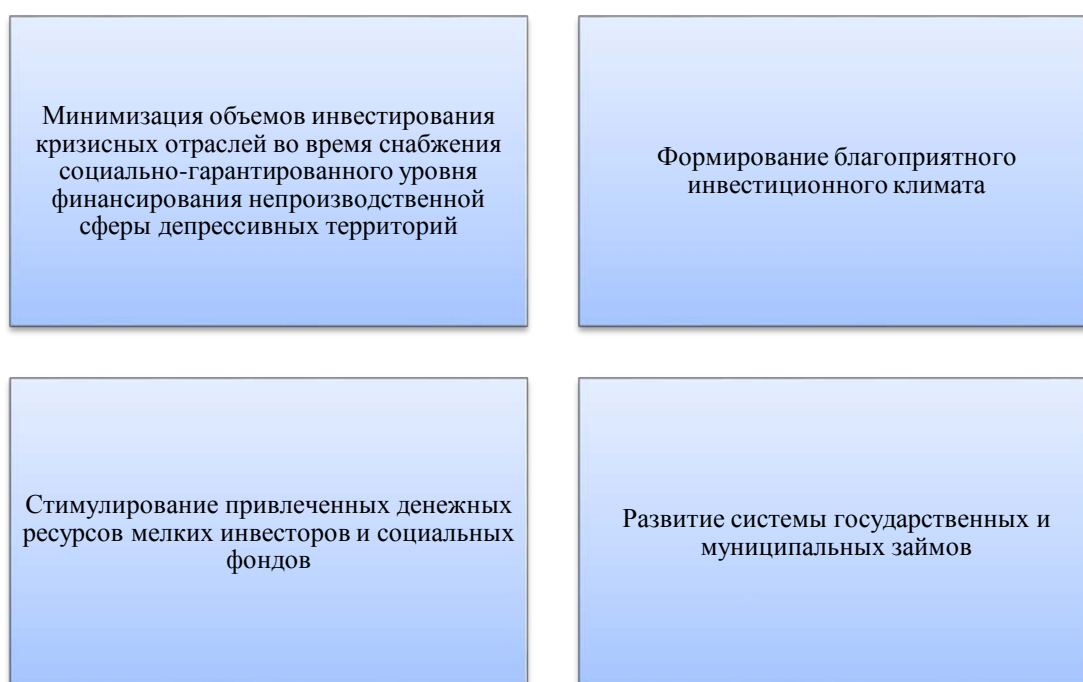 Минимизация объемов инвестирования
кризисных отраслей во время снабжения
социально-гарантированного уровня
финансирования непроизводственной
сферы депрессивных территорий
Формирование благоприятного
инвестиционного климата
Стимулирование привлеченных денежных
ресурсов мелких инвесторов и социальных
фондов
Развитие системы государственных и
муниципальных займов